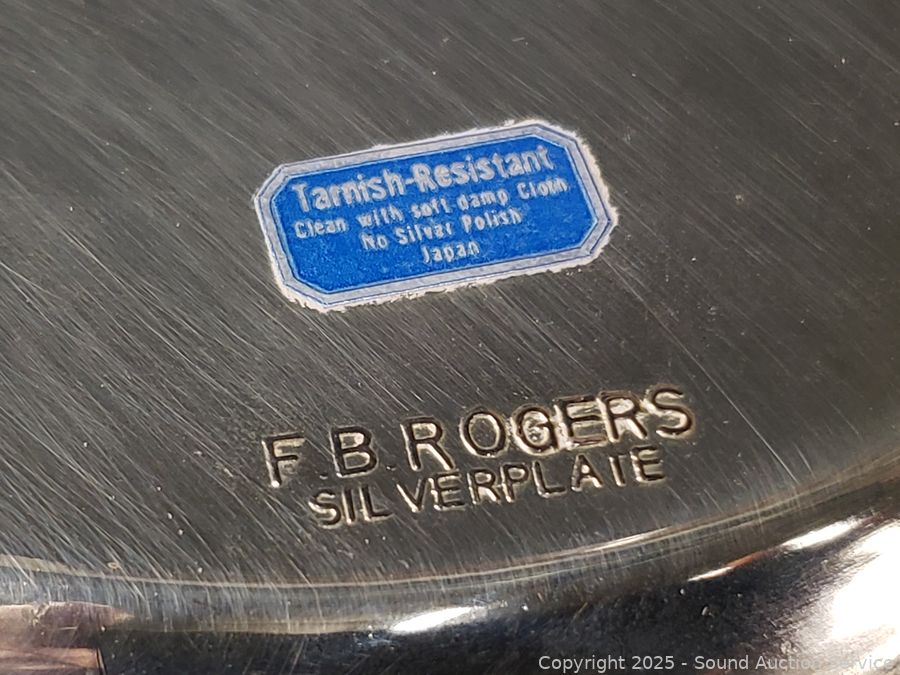 Tarnish-Resistant
Clean with soft damp Cloth
No Silver Polish
Japan
F.B. ROGERS
SILVERPLATE
Copyright 2025 - Sound Auction Service